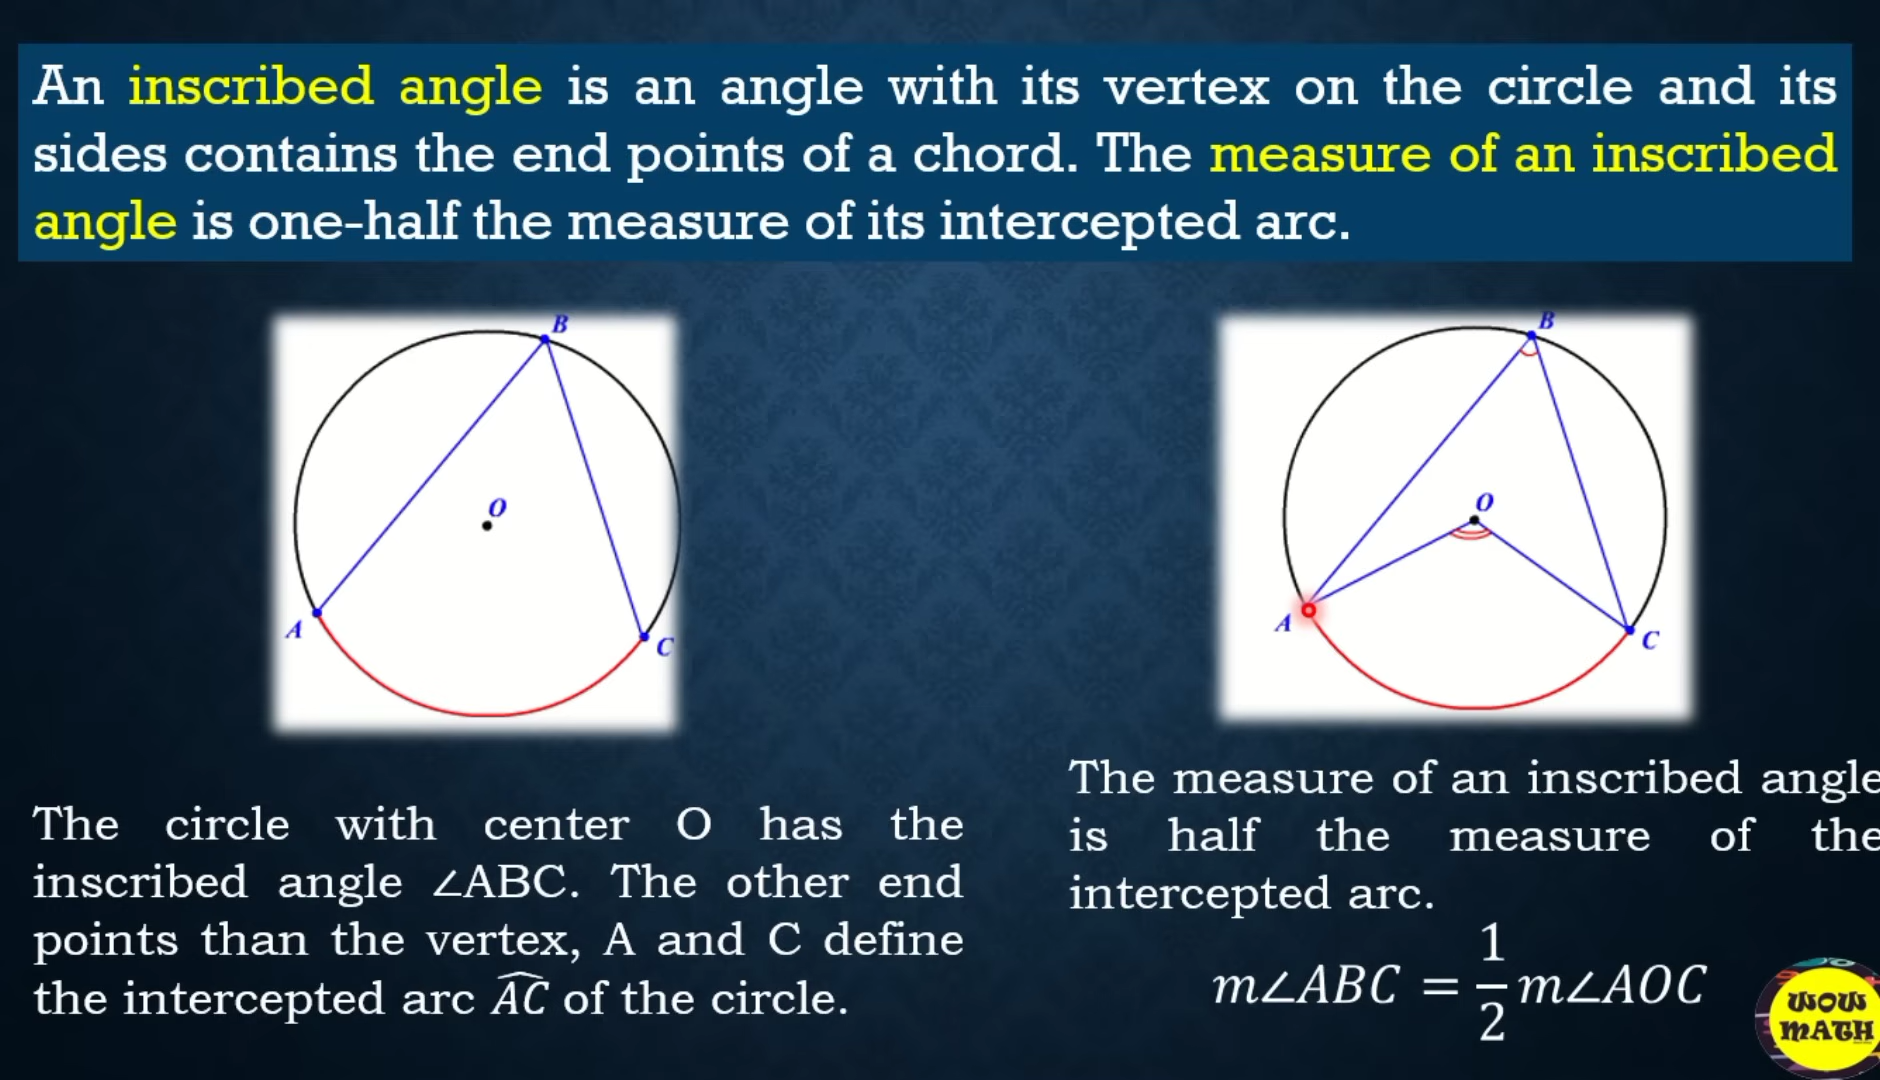 An inscribed angle is an angle with its vertex on the circle and its
sides contains the end points of a chord. The measure of an inscribed
angle is one-half the measure of its intercepted arc.
B
O
A
C
The circle with center O has the
inscribed angle ∠ABC. The other end
points than the vertex, A and C define
the intercepted arc A͡C of the circle.
B
O
A
C
The measure of an inscribed angle
is half the measure of the
intercepted arc.
m∠ABC = 1/2 m∠AOC
WOW
MATH